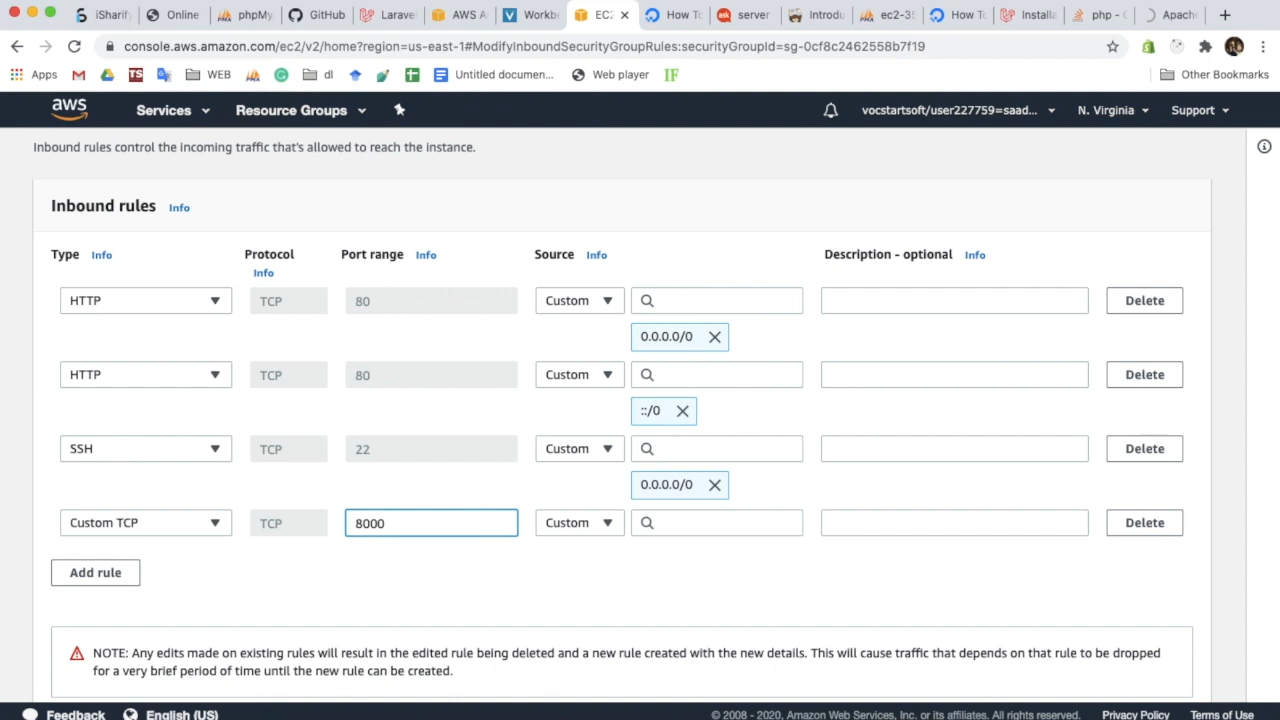 iSharify
Online
phpMy
GitHub
Larave
AWS A
Workb
EC2
How To
server
Introdu
ec2-35
How To
Installa
php - C
Apache
console.aws.amazon.com/ec2/v2/home?region=us-east-1#ModifyInboundSecurityGroupRules:securityGroupId=sg-0cf8c2462558b7f19
Apps
WEB
dl
Untitled documen...
Web player
IF
Other Bookmarks
aws
Services
Resource Groups
vocstartsoft/user227759=saad...
N. Virginia
Support
Inbound rules control the incoming traffic that's allowed to reach the instance.
Inbound rules Info
Type Info
Protocol Info
Port range Info
Source Info
Description - optional Info
HTTP TCP 80 Custom Delete
0.0.0.0/0
HTTP TCP 80 Custom Delete
::/0
SSH TCP 22 Custom Delete
0.0.0.0/0
Custom TCP TCP 8000 Custom Delete
Add rule
NOTE: Any edits made on existing rules will result in the edited rule being deleted and a new rule created with the new details. This will cause traffic that depends on that rule to be dropped
for a very brief period of time until the new rule can be created.
Feedback
English (US)
© 2008 - 2020, Amazon Web Services, Inc. or its affiliates. All rights reserved.
Privacy Policy
Terms of Use